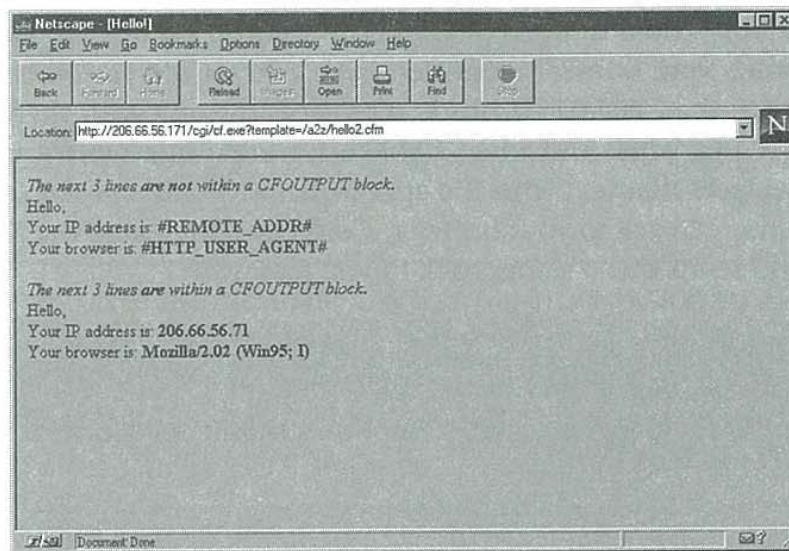 Netscape - [Hello!]
File Edit View Go Bookmarks Options Directory Window Help
Back Forward Home Reload Images Open Print Find Stop
Location: http://206.66.56.171/cgi/cf.exe?template=/a2z/hello2.cfm
N
The next 3 lines are not within a CFOUTPUT block.
Hello,
Your IP address is: #REMOTE_ADDR#
Your browser is: #HTTP_USER_AGENT#
The next 3 lines are within a CFOUTPUT block.
Hello,
Your IP address is: 206.66.56.71
Your browser is: Mozilla/2.02 (Win95; I)
Document: Done
?